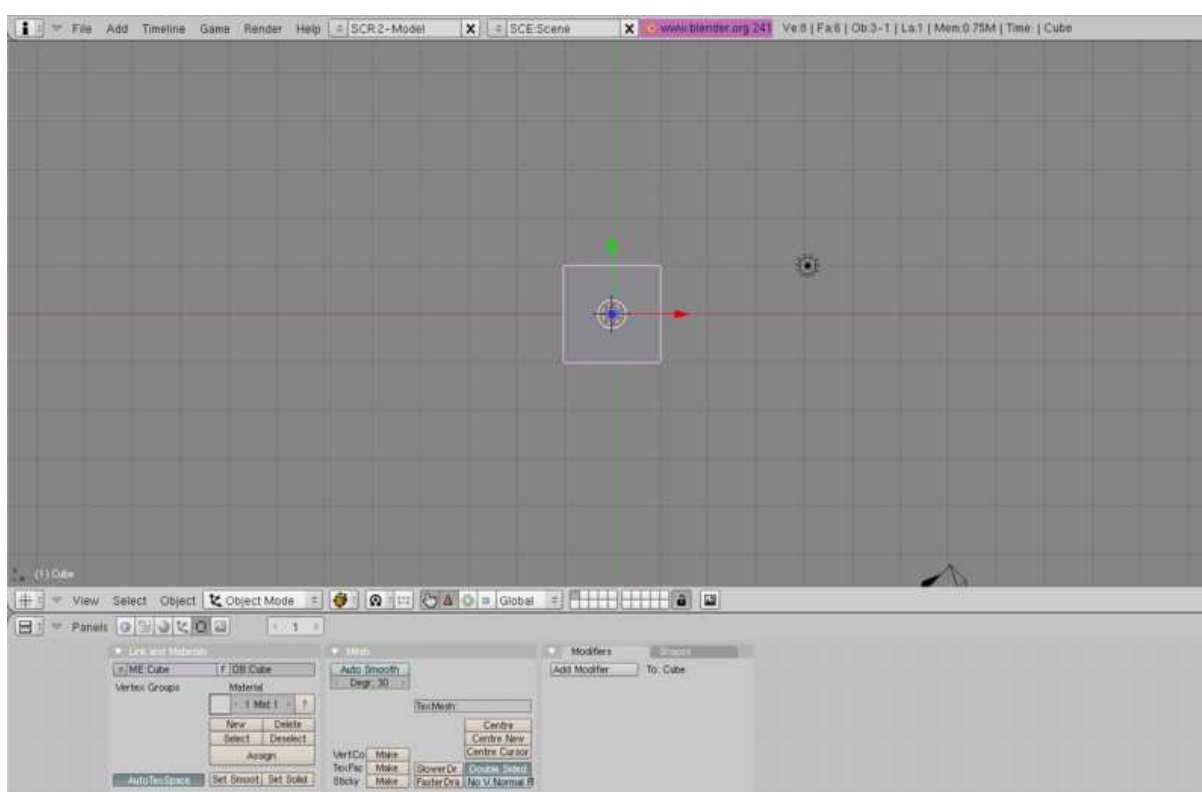 File Add Timeline Game Render Help SCR:2-Model X SCE:Scene X www.blender.org 241 Ve:8 | Fa:6 | Ob:3-1 | La:1 | Mem:0.75M | Time: | Cube
(1) Cube
View Select Object Object Mode Global
Panels 1
Link and Materials Mesh Modifiers Shapes
ME:Cube F OB:Cube Auto Smooth Add Modifier To: Cube
Vertex Groups Material Degr: 30
1 Mat 1 ? TexMesh:
New Delete Centre
Select Deselect Centre New
Assign VertCo Make Centre Cursor
TexFac Make SlowerDr Double Sided
AutoTexSpace Set Smoot Set Solid Sticky Make FasterDra No V.Normal F